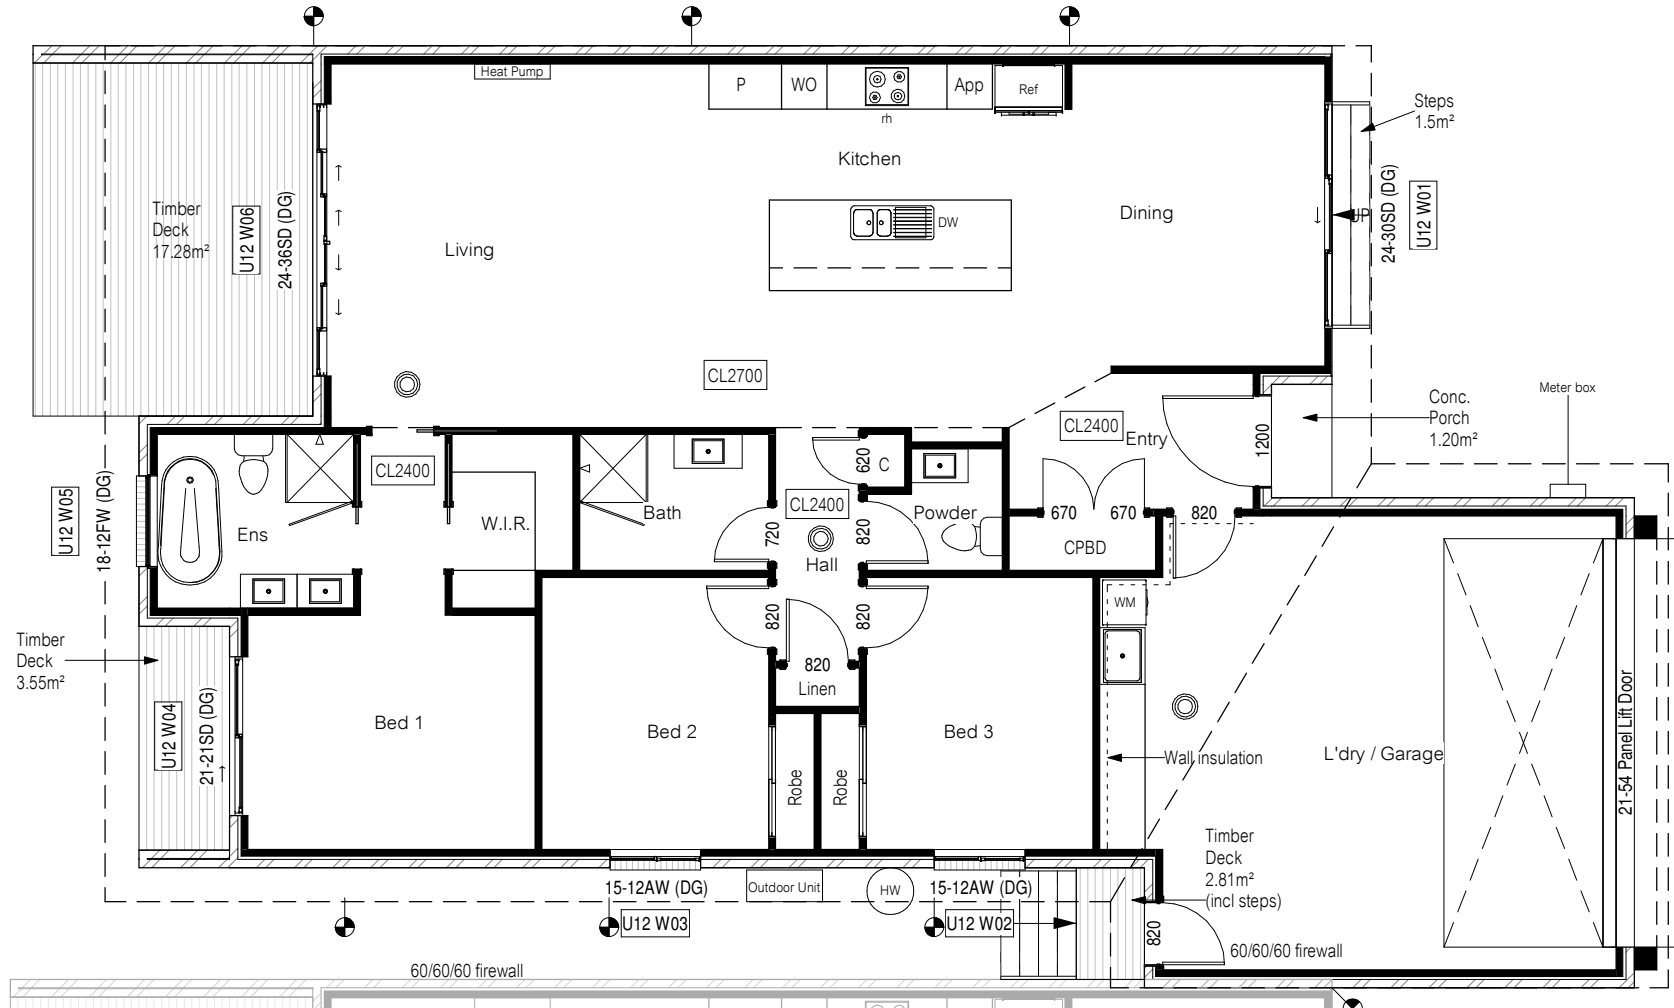 Heat Pump
P
WO
App
Ref
rh
Steps
1.5m²
Kitchen
Timber
Deck
17.28m²
U12 W06
24-36SD (DG)
Living
DW
Dining
UP
24-30SD (DG)
U12 W01
CL2700
Meter box
Conc.
Porch
1.20m²
CL2400
Entry
1200
U12 W05
18-12FW (DG)
CL2400
W.I.R.
Ens
Bath
620
C
CL2400
720
820
Hall
Powder
670
670
820
CPBD
WM
Timber
Deck
3.55m²
820
820
820
Linen
U12 W04
21-21SD (DG)
Bed 1
Bed 2
Bed 3
Robe
Robe
Wall insulation
L'dry / Garage
21-54 Panel Lift Door
Timber
Deck
2.81m²
(incl steps)
15-12AW (DG)
Outdoor Unit
HW
15-12AW (DG)
U12 W03
U12 W02
820
60/60/60 firewall
60/60/60 firewall